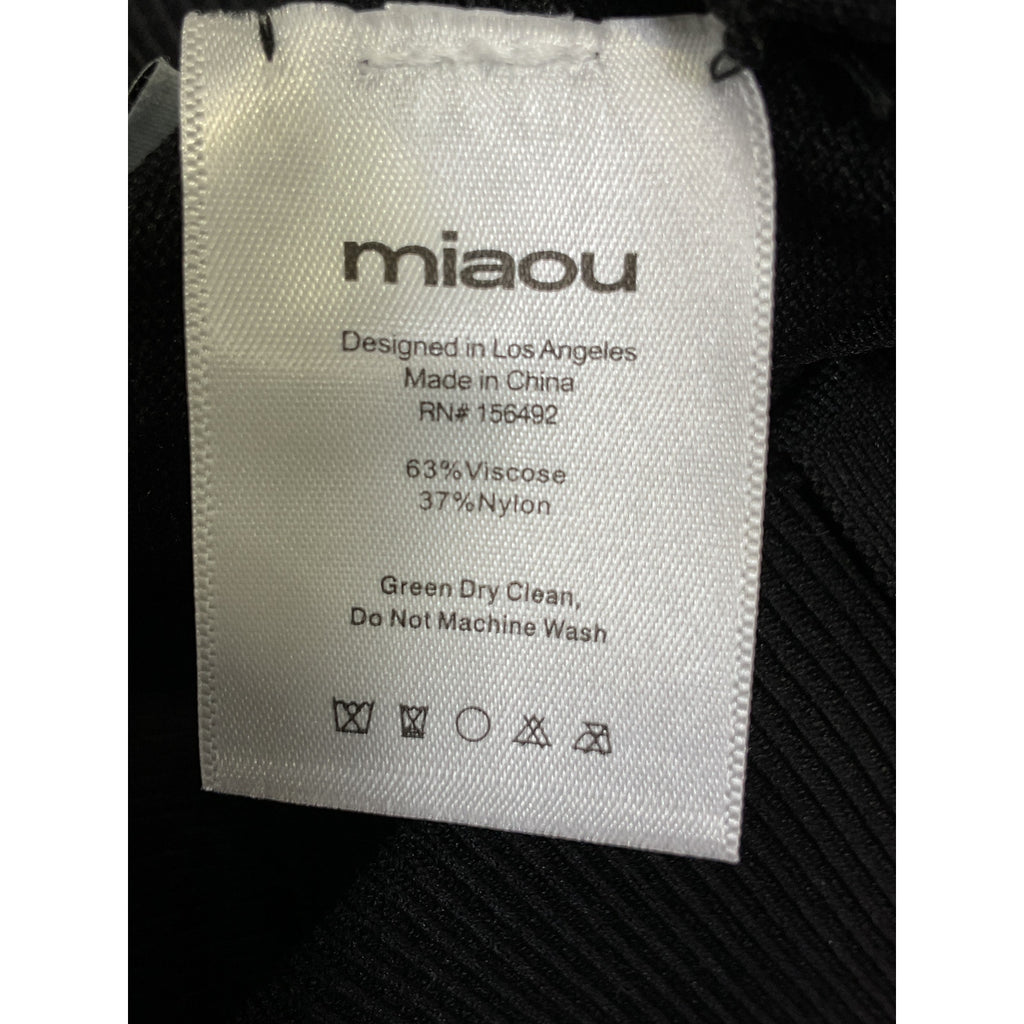 miaou
Designed in Los Angeles
Made in China
RN# 156492
63%Viscose
37%Nylon
Green Dry Clean,
Do Not Machine Wash